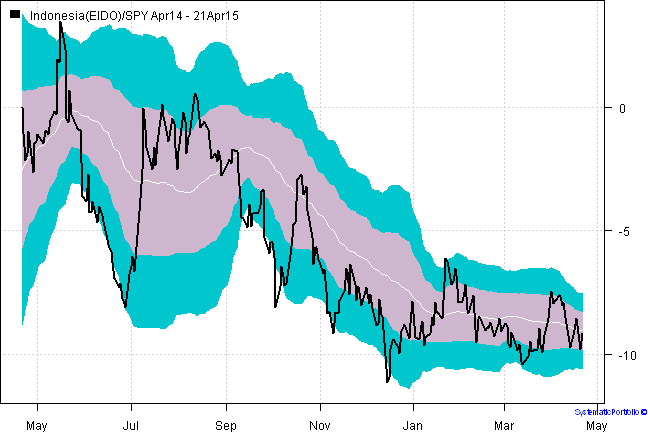 Indonesia(EIDO)/SPY Apr14 - 21Apr15
0
-5
-10
May Jul Sep Nov Jan Mar May
SystematicPortfolio ©